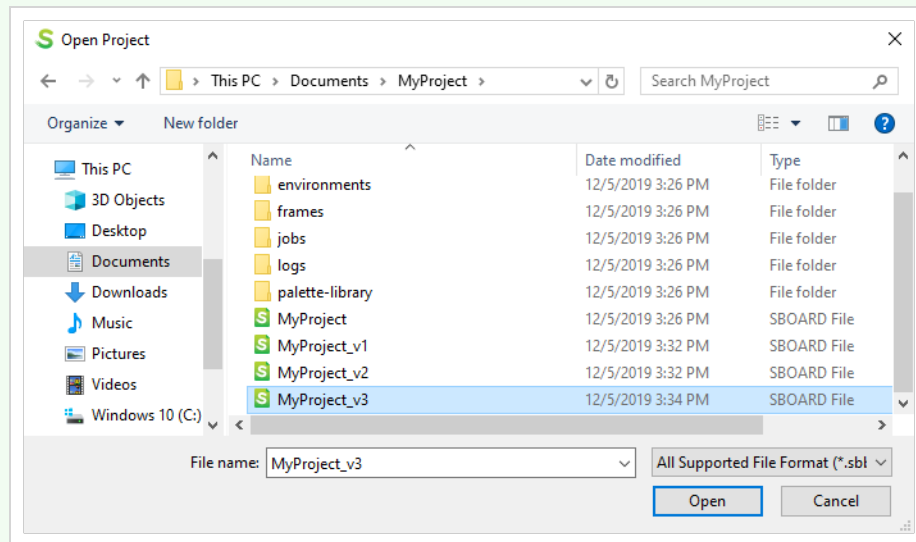 Open Project
This PC > Documents > MyProject >
Search MyProject
Organize
New folder
This PC
3D Objects
Desktop
Documents
Downloads
Music
Pictures
Videos
Windows 10 (C:)
Name Date modified Type
environments 12/5/2019 3:26 PM File folder
frames 12/5/2019 3:26 PM File folder
jobs 12/5/2019 3:26 PM File folder
logs 12/5/2019 3:26 PM File folder
palette-library 12/5/2019 3:26 PM File folder
MyProject 12/5/2019 3:26 PM SBOARD File
MyProject_v1 12/5/2019 3:32 PM SBOARD File
MyProject_v2 12/5/2019 3:32 PM SBOARD File
MyProject_v3 12/5/2019 3:34 PM SBOARD File
File name: MyProject_v3 All Supported File Format (*.sbl
Open Cancel